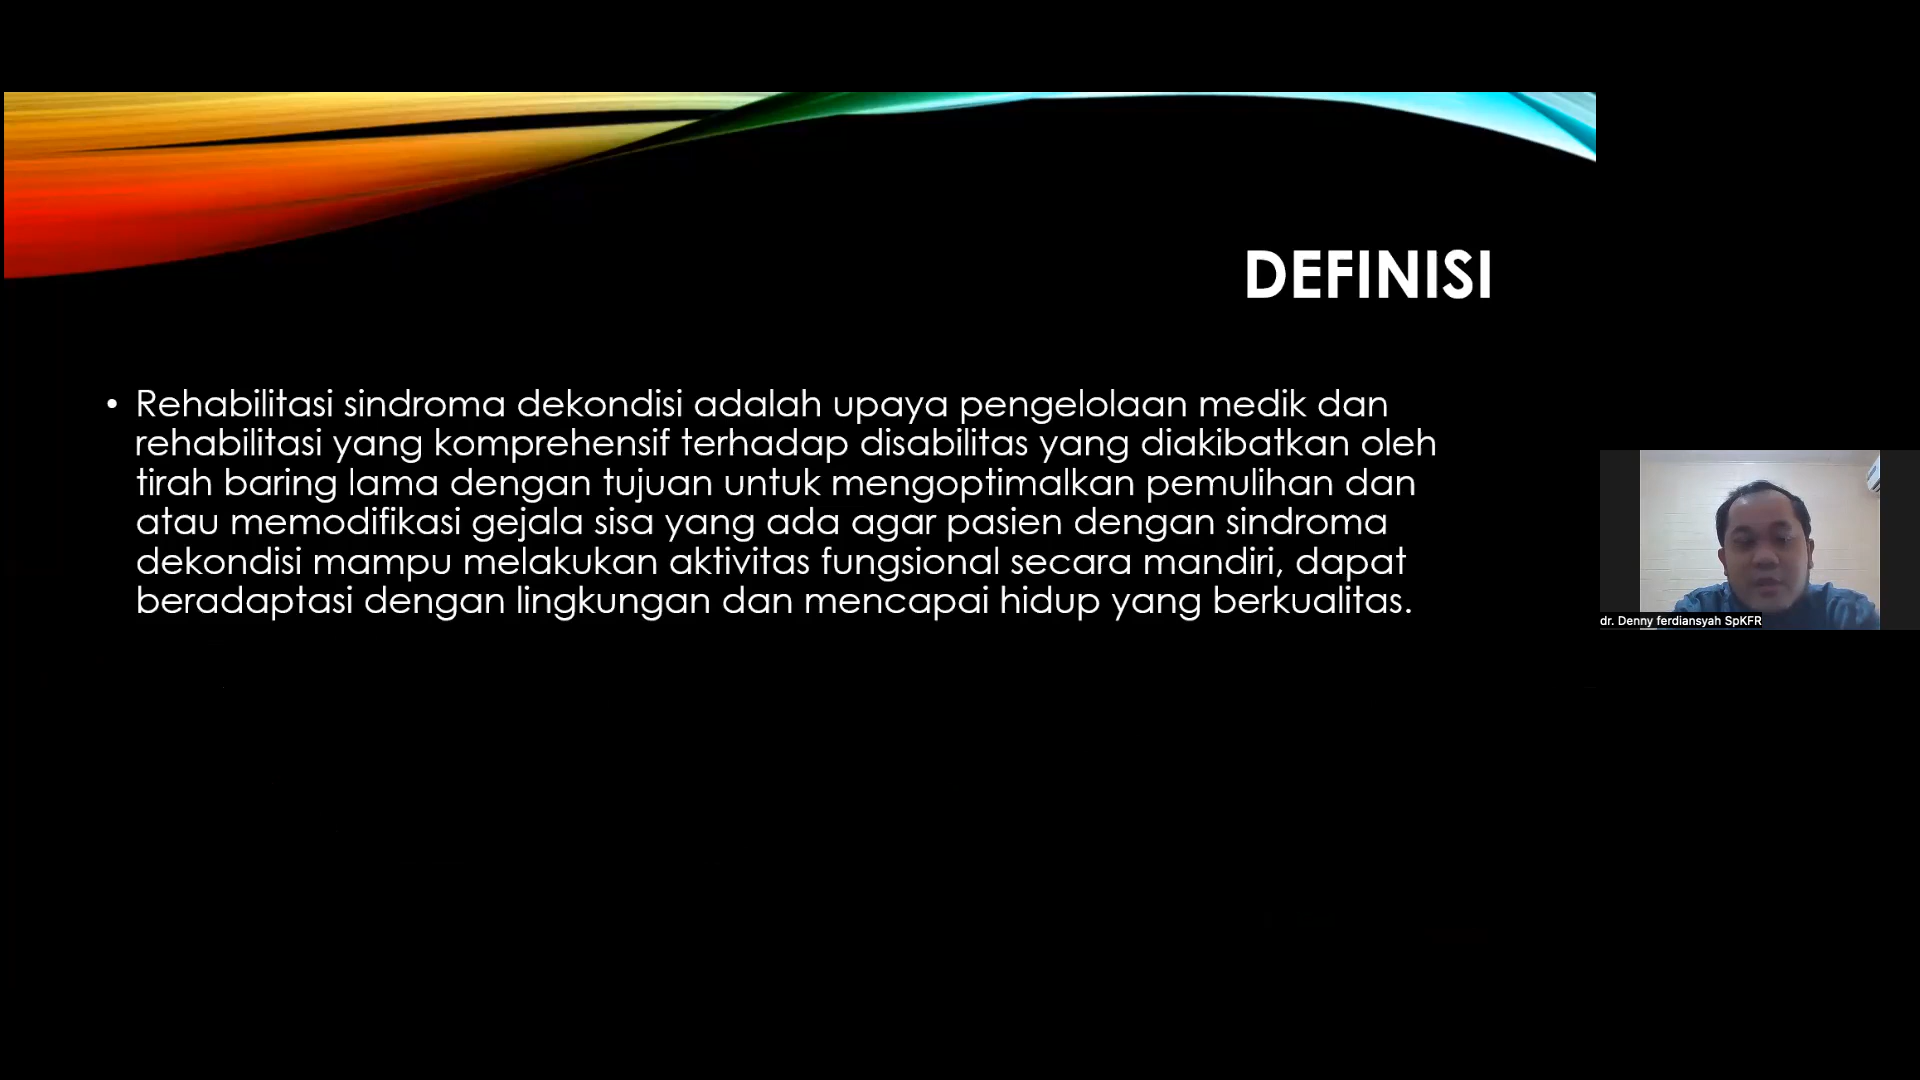 DEFINISI
• Rehabilitasi sindroma dekondisi adalah upaya pengelolaan medik dan
rehabilitasi yang komprehensif terhadap disabilitas yang diakibatkan oleh
tirah baring lama dengan tujuan untuk mengoptimalkan pemulihan dan
atau memodifikasi gejala sisa yang ada agar pasien dengan sindroma
dekondisi mampu melakukan aktivitas fungsional secara mandiri, dapat
beradaptasi dengan lingkungan dan mencapai hidup yang berkualitas.
dr. Denny ferdiansyah SpKFR